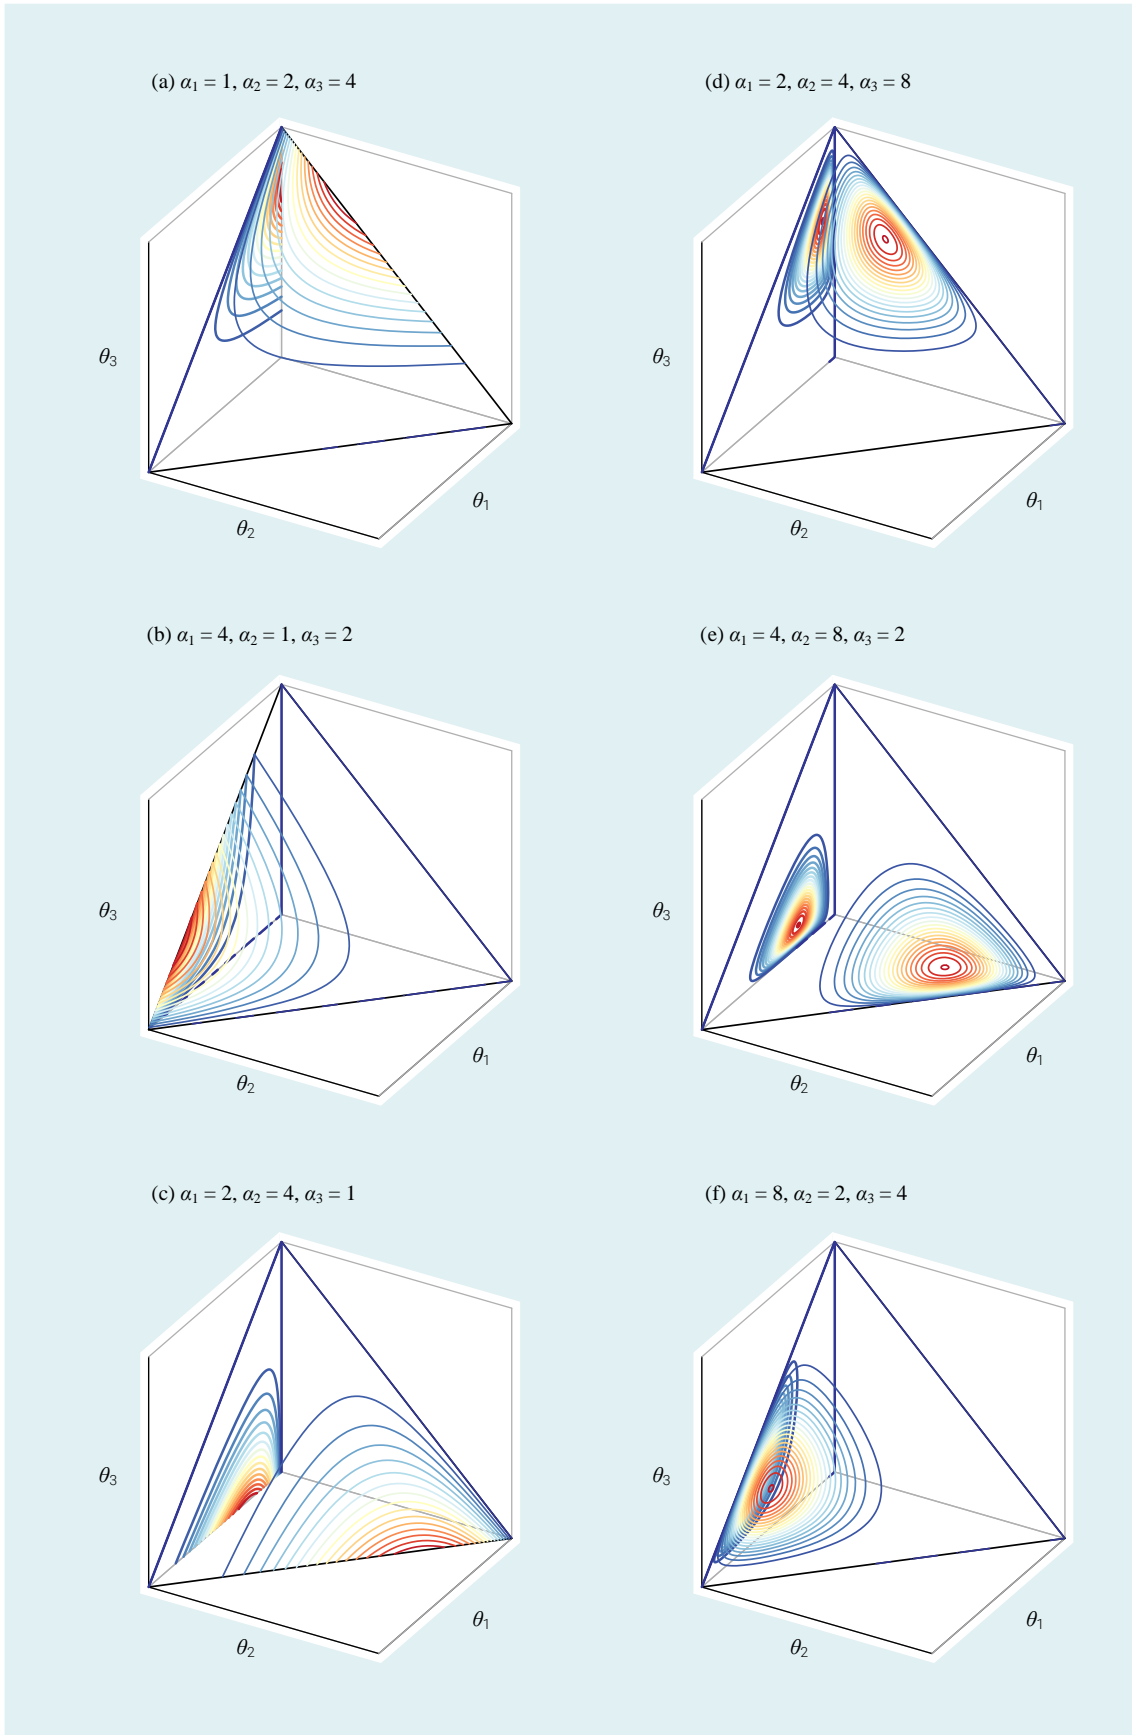 (a) α₁ = 1, α₂ = 2, α₃ = 4
(d) α₁ = 2, α₂ = 4, α₃ = 8
θ₃
θ₂
θ₁
θ₃
θ₂
θ₁
(b) α₁ = 4, α₂ = 1, α₃ = 2
(e) α₁ = 4, α₂ = 8, α₃ = 2
θ₃
θ₂
θ₁
θ₃
θ₂
θ₁
(c) α₁ = 2, α₂ = 4, α₃ = 1
(f) α₁ = 8, α₂ = 2, α₃ = 4
θ₃
θ₂
θ₁
θ₃
θ₂
θ₁